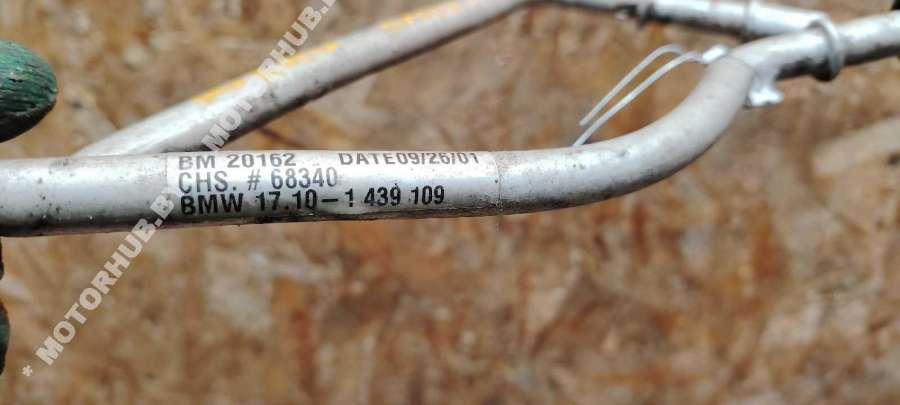 BM 20162 DATE09/26/01
CHS. # 68340
BMW 17.10-1 439 109
* MOTORHUB.BY
* MOTORHUB.BY